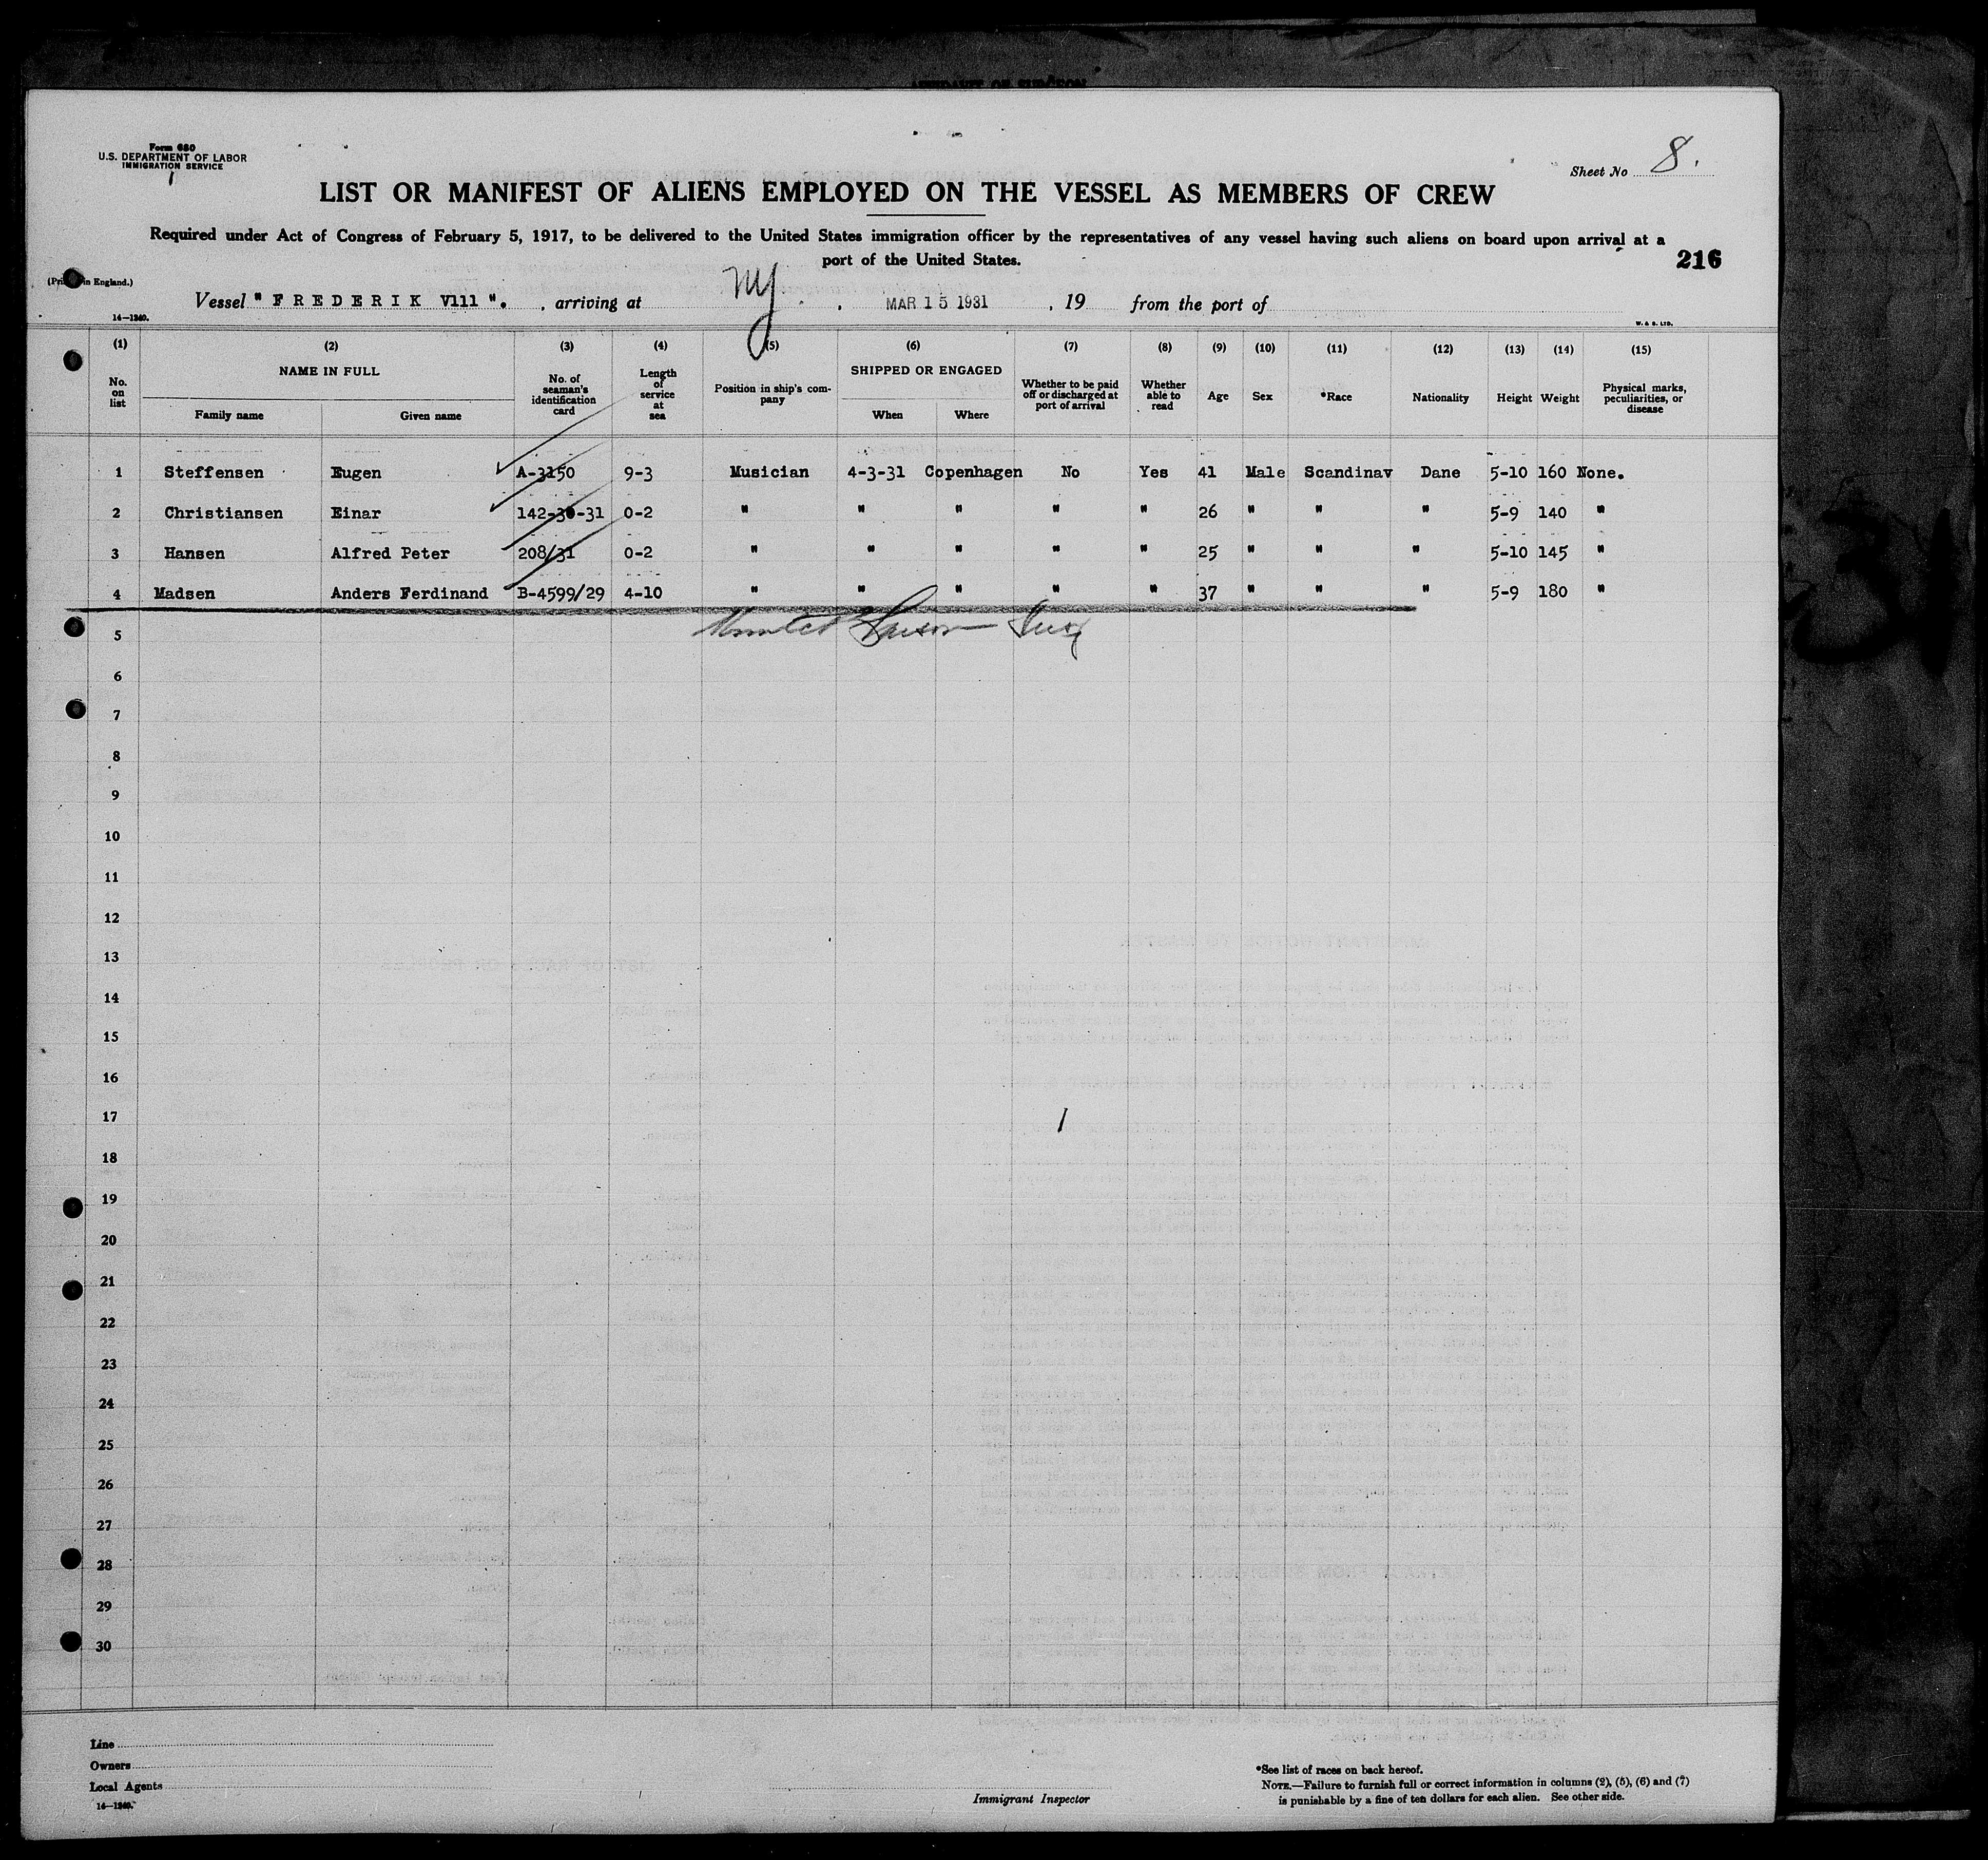 Form 680
U.S. DEPARTMENT OF LABOR
IMMIGRATION SERVICE
Sheet No 8.
LIST OR MANIFEST OF ALIENS EMPLOYED ON THE VESSEL AS MEMBERS OF CREW
Required under Act of Congress of February 5, 1917, to be delivered to the United States immigration officer by the representatives of any vessel having such aliens on board upon arrival at a
port of the United States.
216
in England.)
Vessel "FREDERIK V111". , arriving at NY , MAR 15 1931 , 19 from the port of
14—1240.
W. & S. LTD.
(1) (2) (3) (4) (5) (6) (7) (8) (9) (10) (11) (12) (13) (14) (15)
No. on list NAME IN FULL Family name Given name No. of seaman's identification card Length of service at sea Position in ship's company SHIPPED OR ENGAGED When Where Whether to be paid off or discharged at port of arrival Whether able to read Age Sex *Race Nationality Height Weight Physical marks, peculiarities, or disease
1 Steffensen Eugen A-3150 9-3 Musician 4-3-31 Copenhagen No Yes 41 Male Scandinav Dane 5-10 160 None.
2 Christiansen Einar 142-30-31 0-2 " " " " " 26 " " " 5-9 140 "
3 Hansen Alfred Peter 208/31 0-2 " " " " " 25 " " " 5-10 145 "
4 Madsen Anders Ferdinand B-4599/29 4-10 " " " " " 37 " " " 5-9 180 "
5
6
7
8
9
10
11
12
13
14
15
16
17
18
19
20
21
22
23
24
25
26
27
28
29
30
Line
Owners
Local Agents
14—1240.
Immigrant Inspector
*See list of races on back hereof.
NOTE.—Failure to furnish full or correct information in columns (2), (5), (6) and (7)
is punishable by a fine of ten dollars for each alien. See other side.